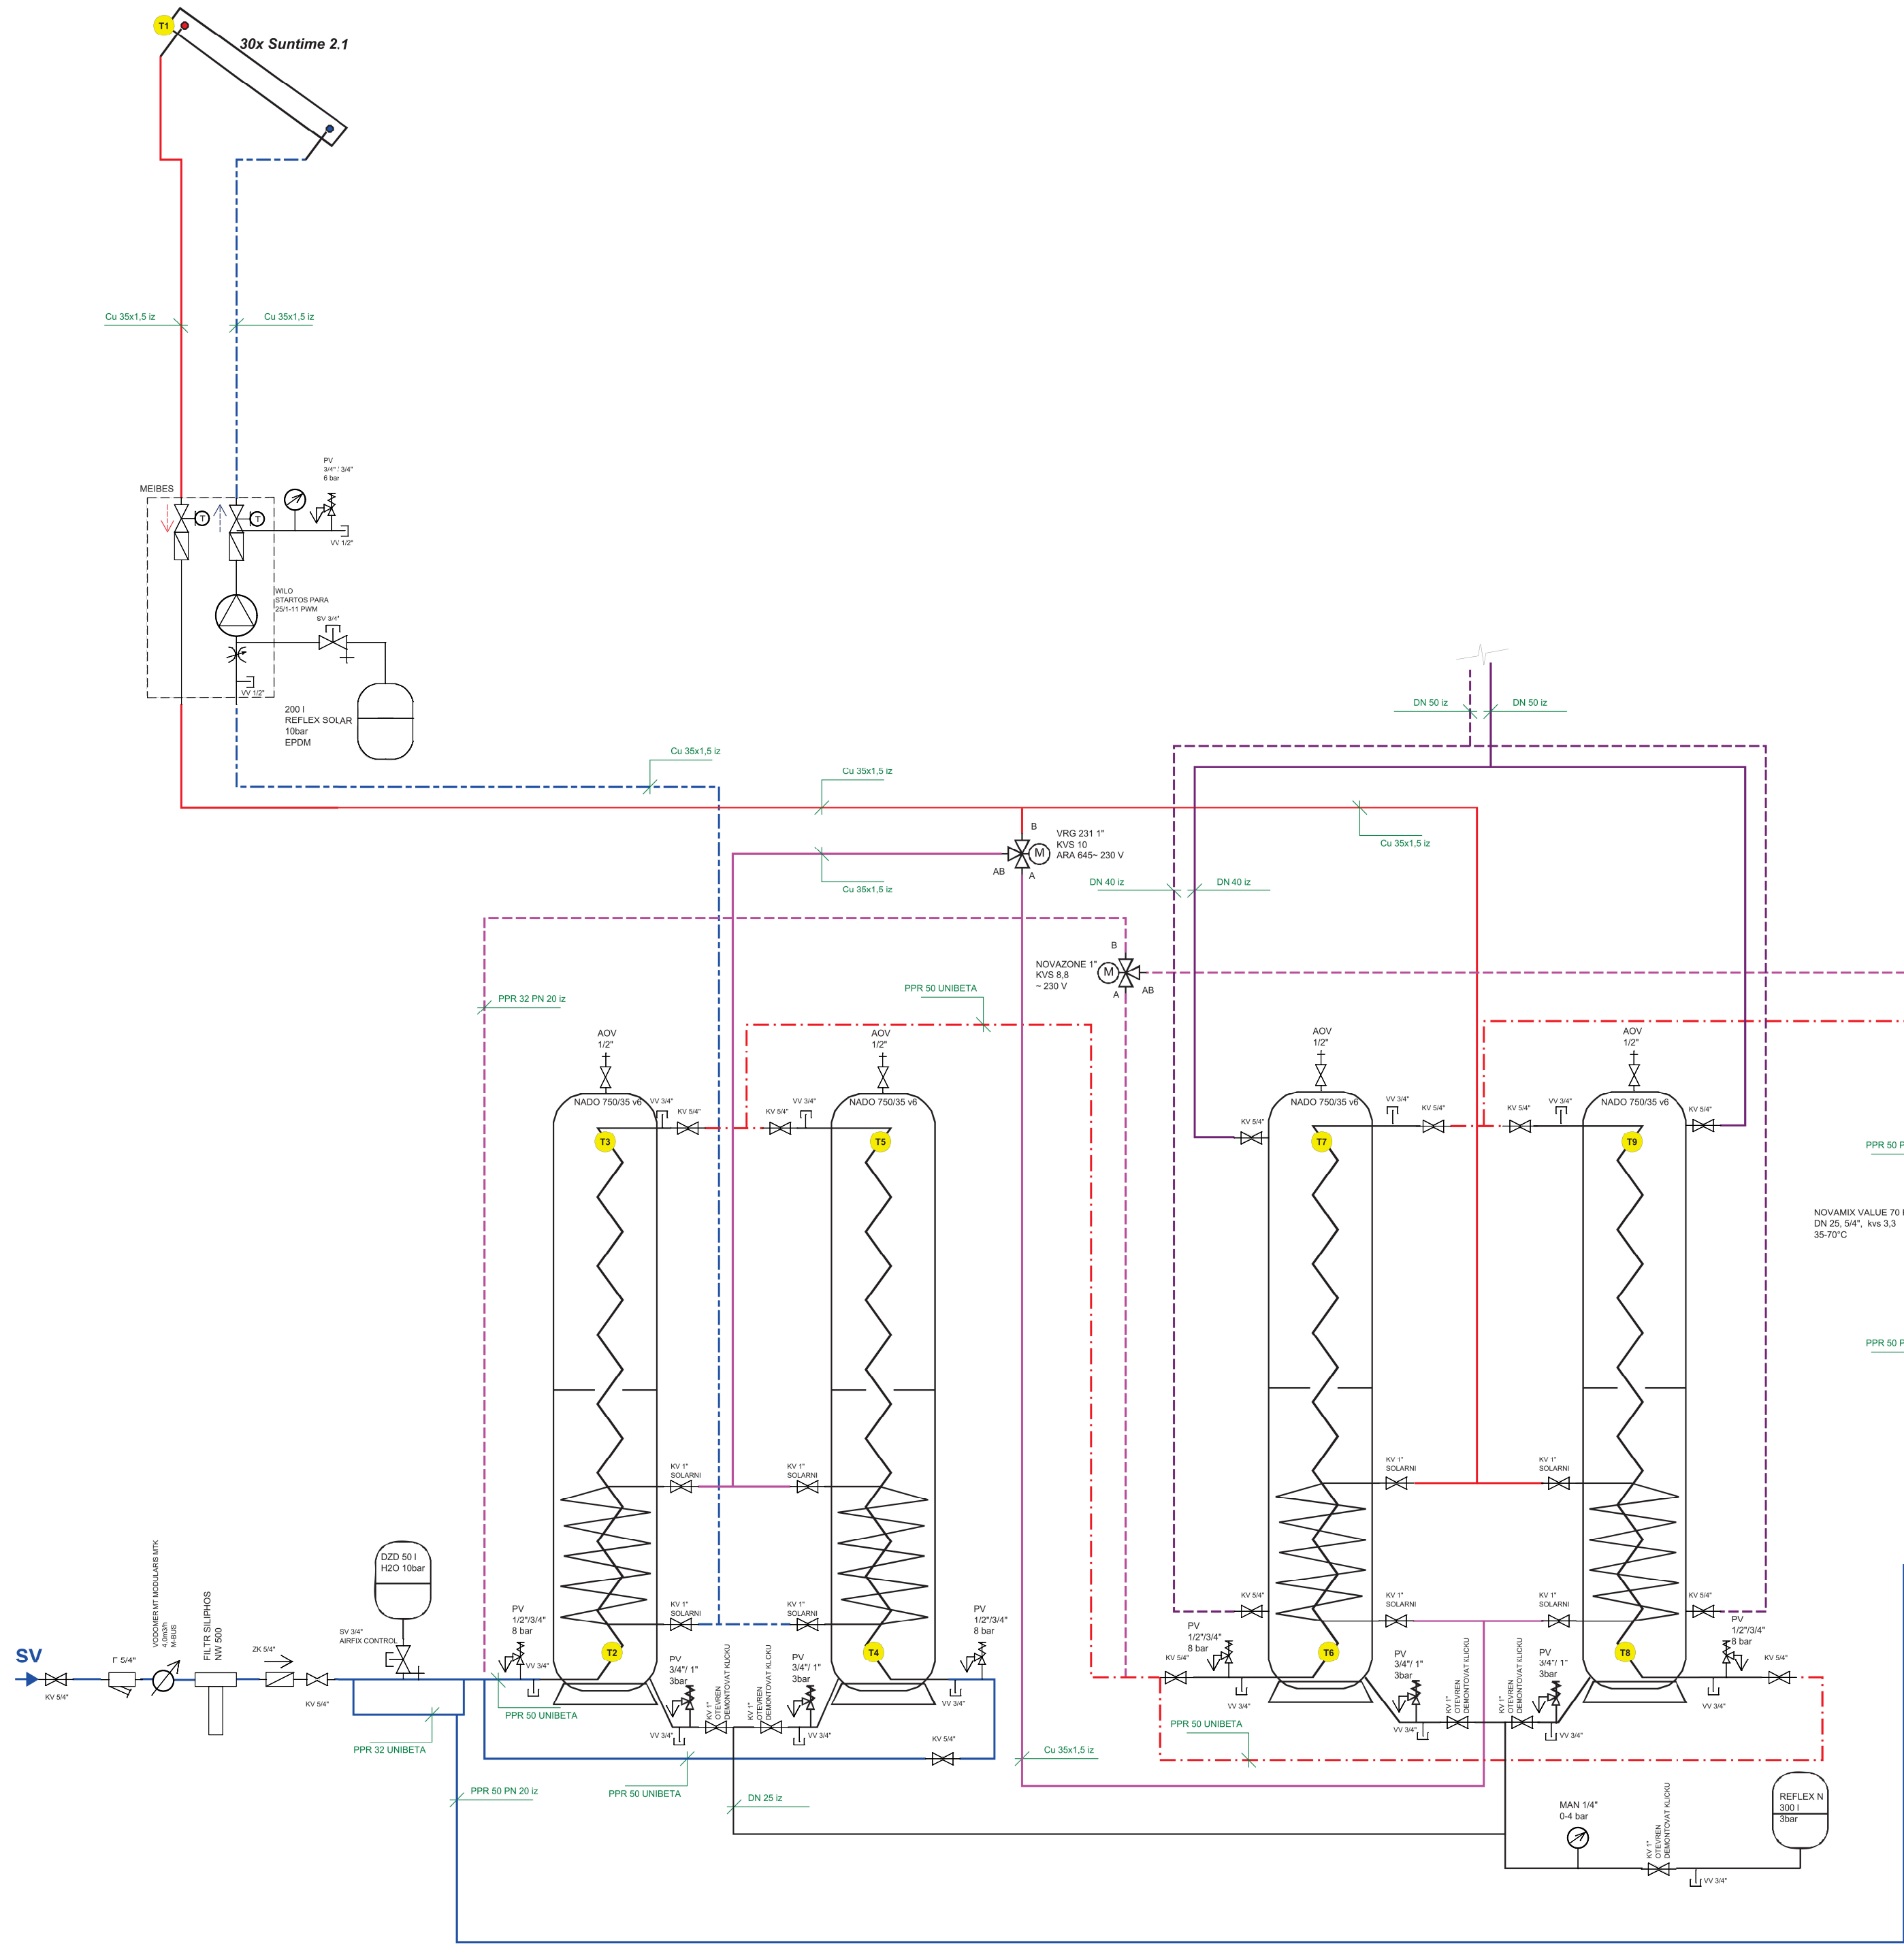 T1
30x Suntime 2.1
Cu 35x1,5 iz
Cu 35x1,5 iz
PV
3/4" / 3/4"
6 bar
MEIBES
T
T
VV 1/2"
WILO
STARTOS PARA
25/1-11 PWM
SV 3/4"
VV 1/2"
200 l
REFLEX SOLAR
10bar
EPDM
DN 50 iz
DN 50 iz
Cu 35x1,5 iz
Cu 35x1,5 iz
B
VRG 231 1"
KVS 10
ARA 645~ 230 V
M
AB
A
Cu 35x1,5 iz
Cu 35x1,5 iz
DN 40 iz
DN 40 iz
B
NOVAZONE 1"
KVS 8,8
~ 230 V
M
A
AB
PPR 32 PN 20 iz
PPR 50 UNIBETA
AOV
1/2"
AOV
1/2"
AOV
1/2"
AOV
1/2"
NADO 750/35 v6
VV 3/4"
KV 5/4"
KV 5/4"
VV 3/4"
NADO 750/35 v6
NADO 750/35 v6
VV 3/4"
KV 5/4"
KV 5/4"
VV 3/4"
NADO 750/35 v6
KV 5/4"
KV 5/4"
T3
T5
T7
T9
PPR 50 P
NOVAMIX VALUE 70
DN 25, 5/4", kvs 3,3
35-70°C
PPR 50 P
KV 1"
SOLARNI
KV 1"
SOLARNI
KV 1"
SOLARNI
KV 1"
SOLARNI
DZD 50 l
H2O 10bar
VODOMER MT MODULARIS MTK
4,0m3/h
M-BUS
FILTR SILIPHOS
NW 500
SV 3/4"
AIRFIX CONTROL
KV 1"
SOLARNI
KV 1"
SOLARNI
KV 5/4"
KV 1"
SOLARNI
KV 1"
SOLARNI
KV 5/4"
PV
1/2"/3/4"
8 bar
PV
1/2"/3/4"
8 bar
PV
1/2"/3/4"
8 bar
PV
1/2"/3/4"
8 bar
SV
KV 5/4"
F 5/4"
ZK 5/4"
KV 5/4"
T2
T4
T6
T8
VV 3/4"
PV
3/4"/ 1"
3bar
KV 1"
OTEVREN
DEMONTOVAT KLICKU
KV 1"
OTEVREN
DEMONTOVAT KLICKU
PV
3/4"/ 1"
3bar
VV 3/4"
KV 5/4"
VV 3/4"
PV
3/4"/ 1"
3bar
KV 1"
OTEVREN
DEMONTOVAT KLICKU
KV 1"
OTEVREN
DEMONTOVAT KLICKU
PV
3/4"/ 1"
3bar
VV 3/4"
KV 5/4"
VV 3/4"
VV 3/4"
VV 3/4"
VV 3/4"
PPR 50 UNIBETA
PPR 50 UNIBETA
PPR 32 UNIBETA
KV 5/4"
Cu 35x1,5 iz
PPR 50 PN 20 iz
PPR 50 UNIBETA
DN 25 iz
MAN 1/4"
0-4 bar
KV 1"
OTEVREN
DEMONTOVAT KLICKU
REFLEX N
300 l
3bar
VV 3/4"